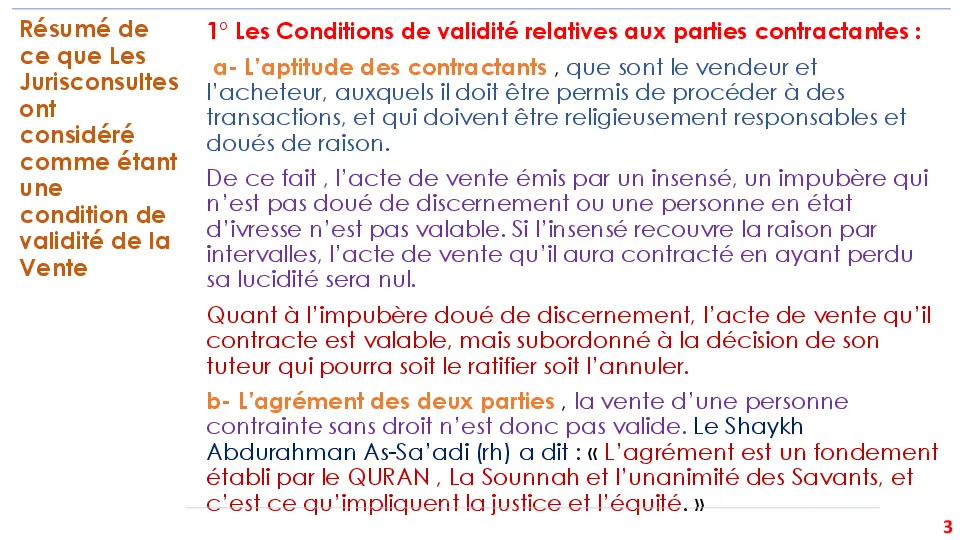 Résumé de
ce que Les
Jurisconsultes
ont
considéré
comme étant
une
condition de
validité de la
Vente
1° Les Conditions de validité relatives aux parties contractantes :
a- L’aptitude des contractants , que sont le vendeur et
l’acheteur, auxquels il doit être permis de procéder à des
transactions, et qui doivent être religieusement responsables et
doués de raison.
De ce fait , l’acte de vente émis par un insensé, un impubère qui
n’est pas doué de discernement ou une personne en état
d’ivresse n’est pas valable. Si l’insensé recouvre la raison par
intervalles, l’acte de vente qu’il aura contracté en ayant perdu
sa lucidité sera nul.
Quant à l’impubère doué de discernement, l’acte de vente qu’il
contracte est valable, mais subordonné à la décision de son
tuteur qui pourra soit le ratifier soit l’annuler.
b- L’agrément des deux parties , la vente d’une personne
contrainte sans droit n’est donc pas valide. Le Shaykh
Abdurahman As-Sa’adi (rh) a dit : « L’agrément est un fondement
établi par le QURAN , La Sounnah et l’unanimité des Savants, et
c’est ce qu’impliquent la justice et l’équité. »
3